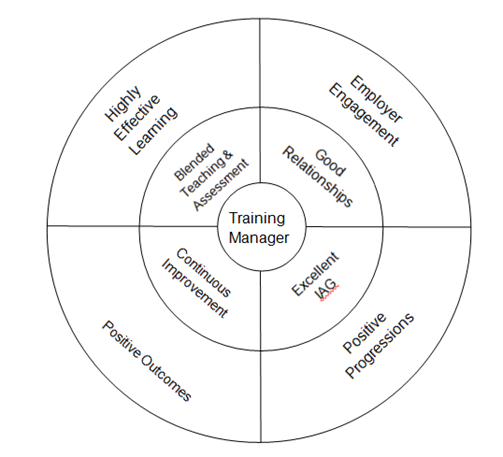 Highly
Effective
Learning
Employer
Engagement
Blended
Teaching &
Assessment
Good
Relationships
Training
Manager
Continuous
Improvement
Excellent
IAG
Positive Outcomes
Positive
Progressions